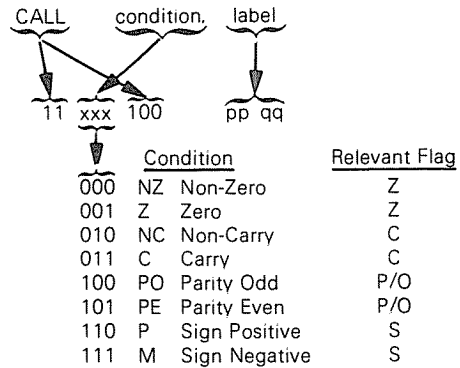 CALL condition, label
11 xxx 100 pp qq
Condition Relevant Flag
000 NZ Non-Zero Z
001 Z Zero Z
010 NC Non-Carry C
011 C Carry C
100 PO Parity Odd P/O
101 PE Parity Even P/O
110 P Sign Positive S
111 M Sign Negative S